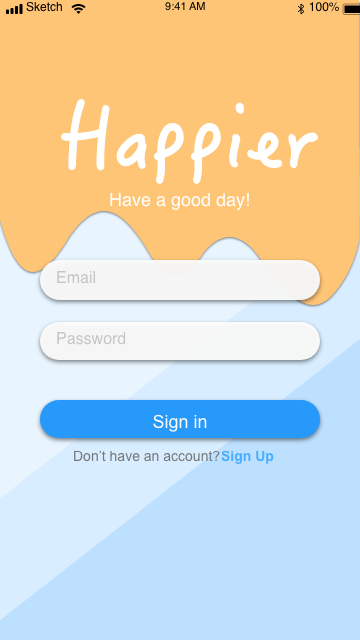 Sketch 9:41 AM 100%
Happier
Have a good day!
Email
Password
Sign in
Don't have an account?Sign Up